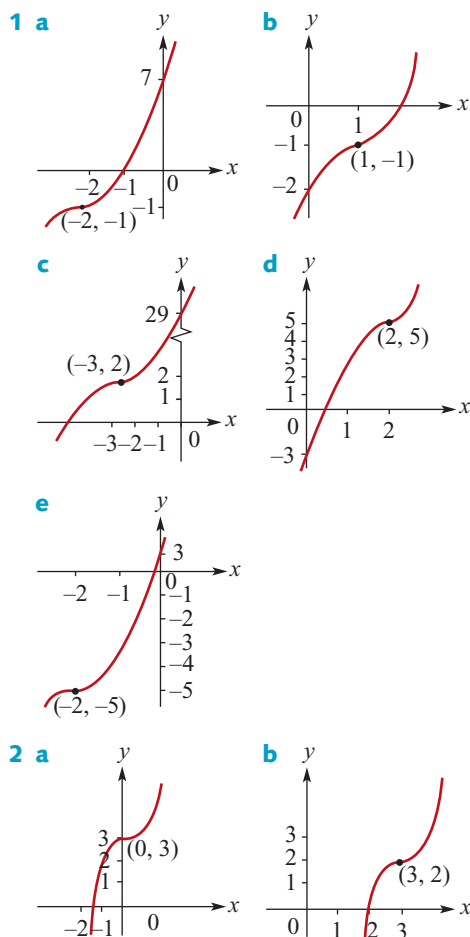 1 a
y
7
x
–2 –1 0
–1
(–2, –1)
b
y
x
0 1
–1
(1, –1)
–2
c
y
29
(–3, 2)
2
1
x
–3 –2 –1 0
d
y
5
4
3
2
1
(2, 5)
x
0 1 2
–3
e
y
3
x
–2 –1 0
–1
–2
–3
–4
–5
(–2, –5)
2 a
y
3
2
1
(0, 3)
x
–2 –1 0
b
y
3
2
1
(3, 2)
x
0 1 2 3